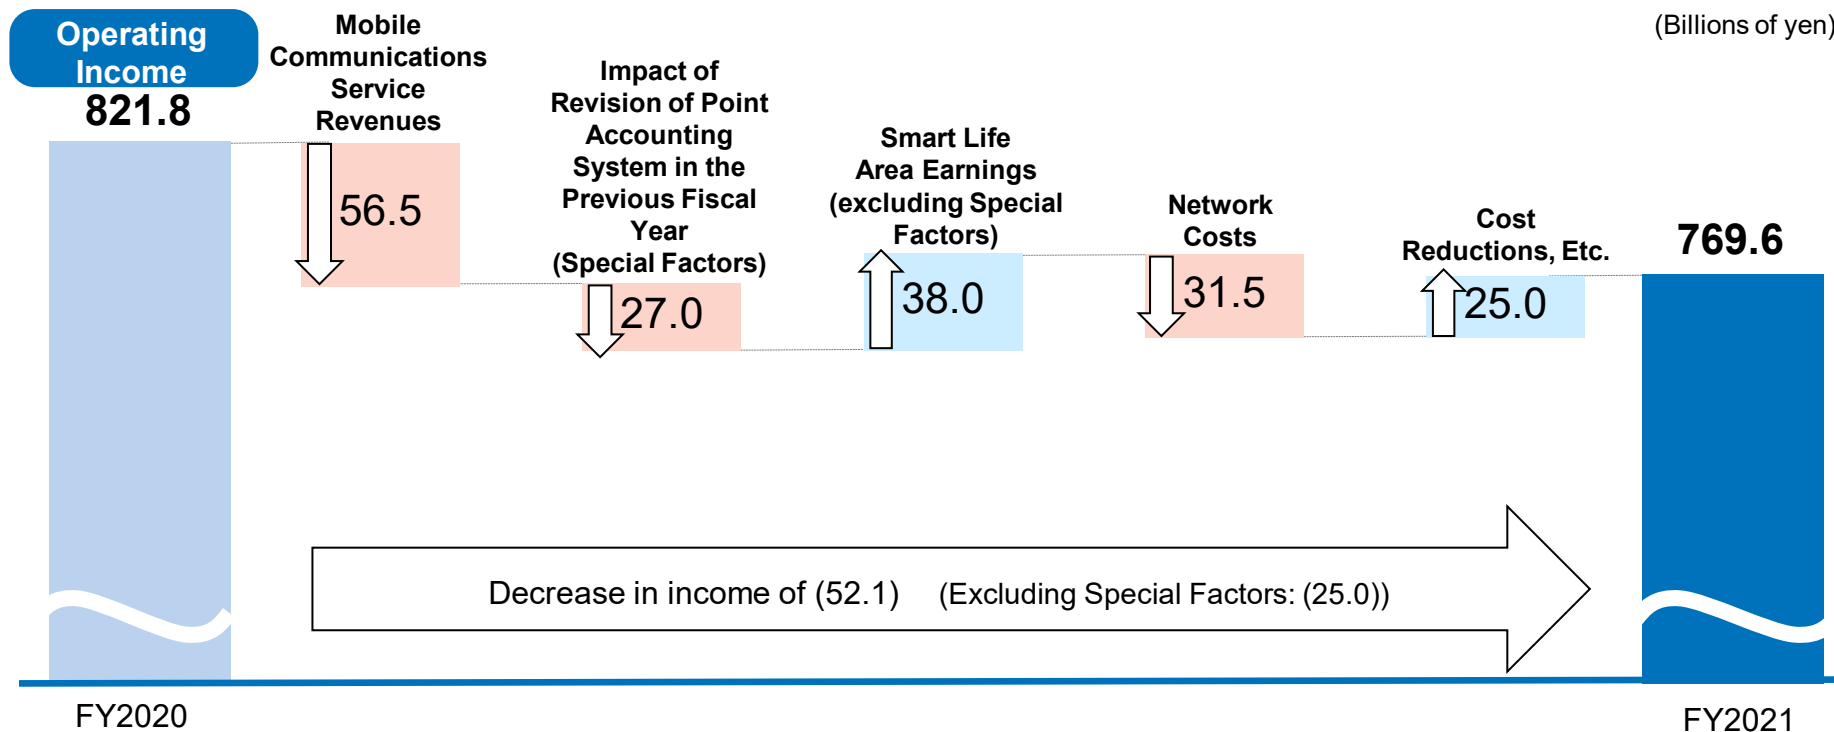 Operating
Income
821.8
Mobile
Communications
Service
Revenues
56.5
Impact of
Revision of Point
Accounting
System in the
Previous Fiscal
Year
(Special Factors)
27.0
Smart Life
Area Earnings
(excluding Special
Factors)
38.0
Network
Costs
31.5
Cost
Reductions, Etc.
25.0
(Billions of yen)
769.6
Decrease in income of (52.1) (Excluding Special Factors: (25.0))
FY2020
FY2021